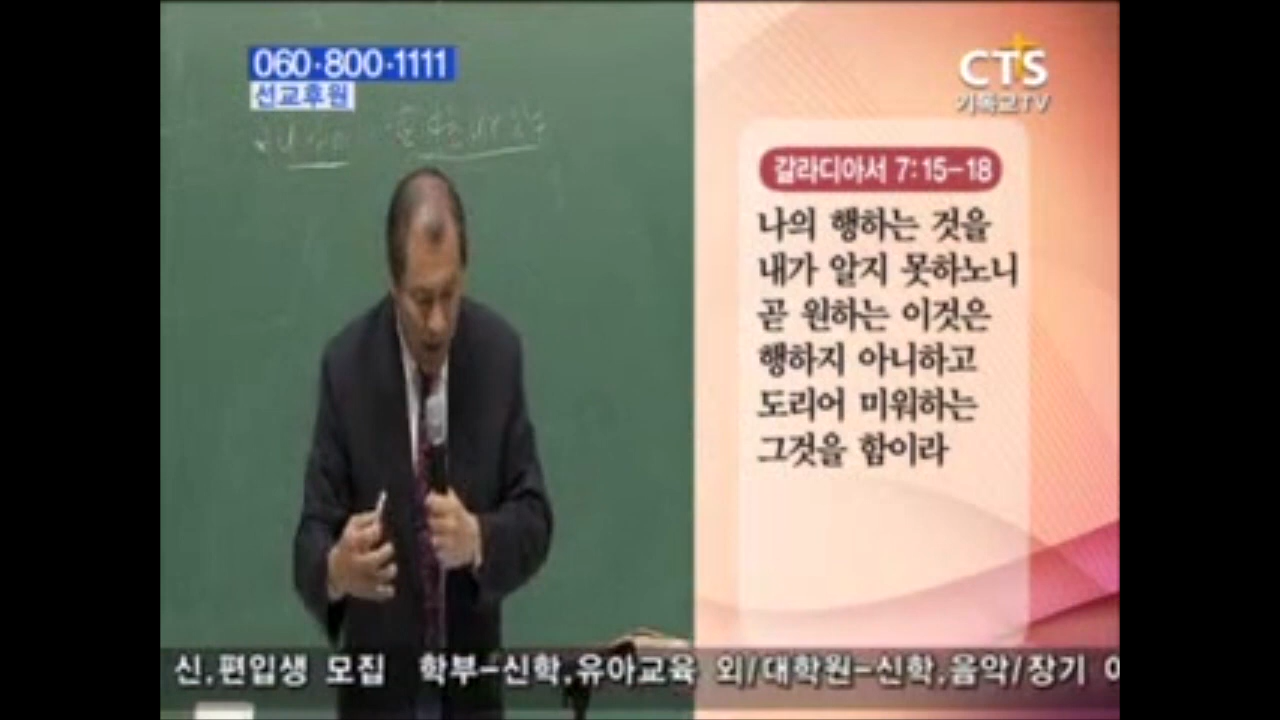 060·800·1111
선교후원
CTS
기독교TV
갈라디아서 7:15-18
나의 행하는 것을
내가 알지 못하노니
곧 원하는 이것은
행하지 아니하고
도리어 미워하는
그것을 함이라
신,편입생 모집 학부-신학,유아교육 외/대학원-신학,음악/장기